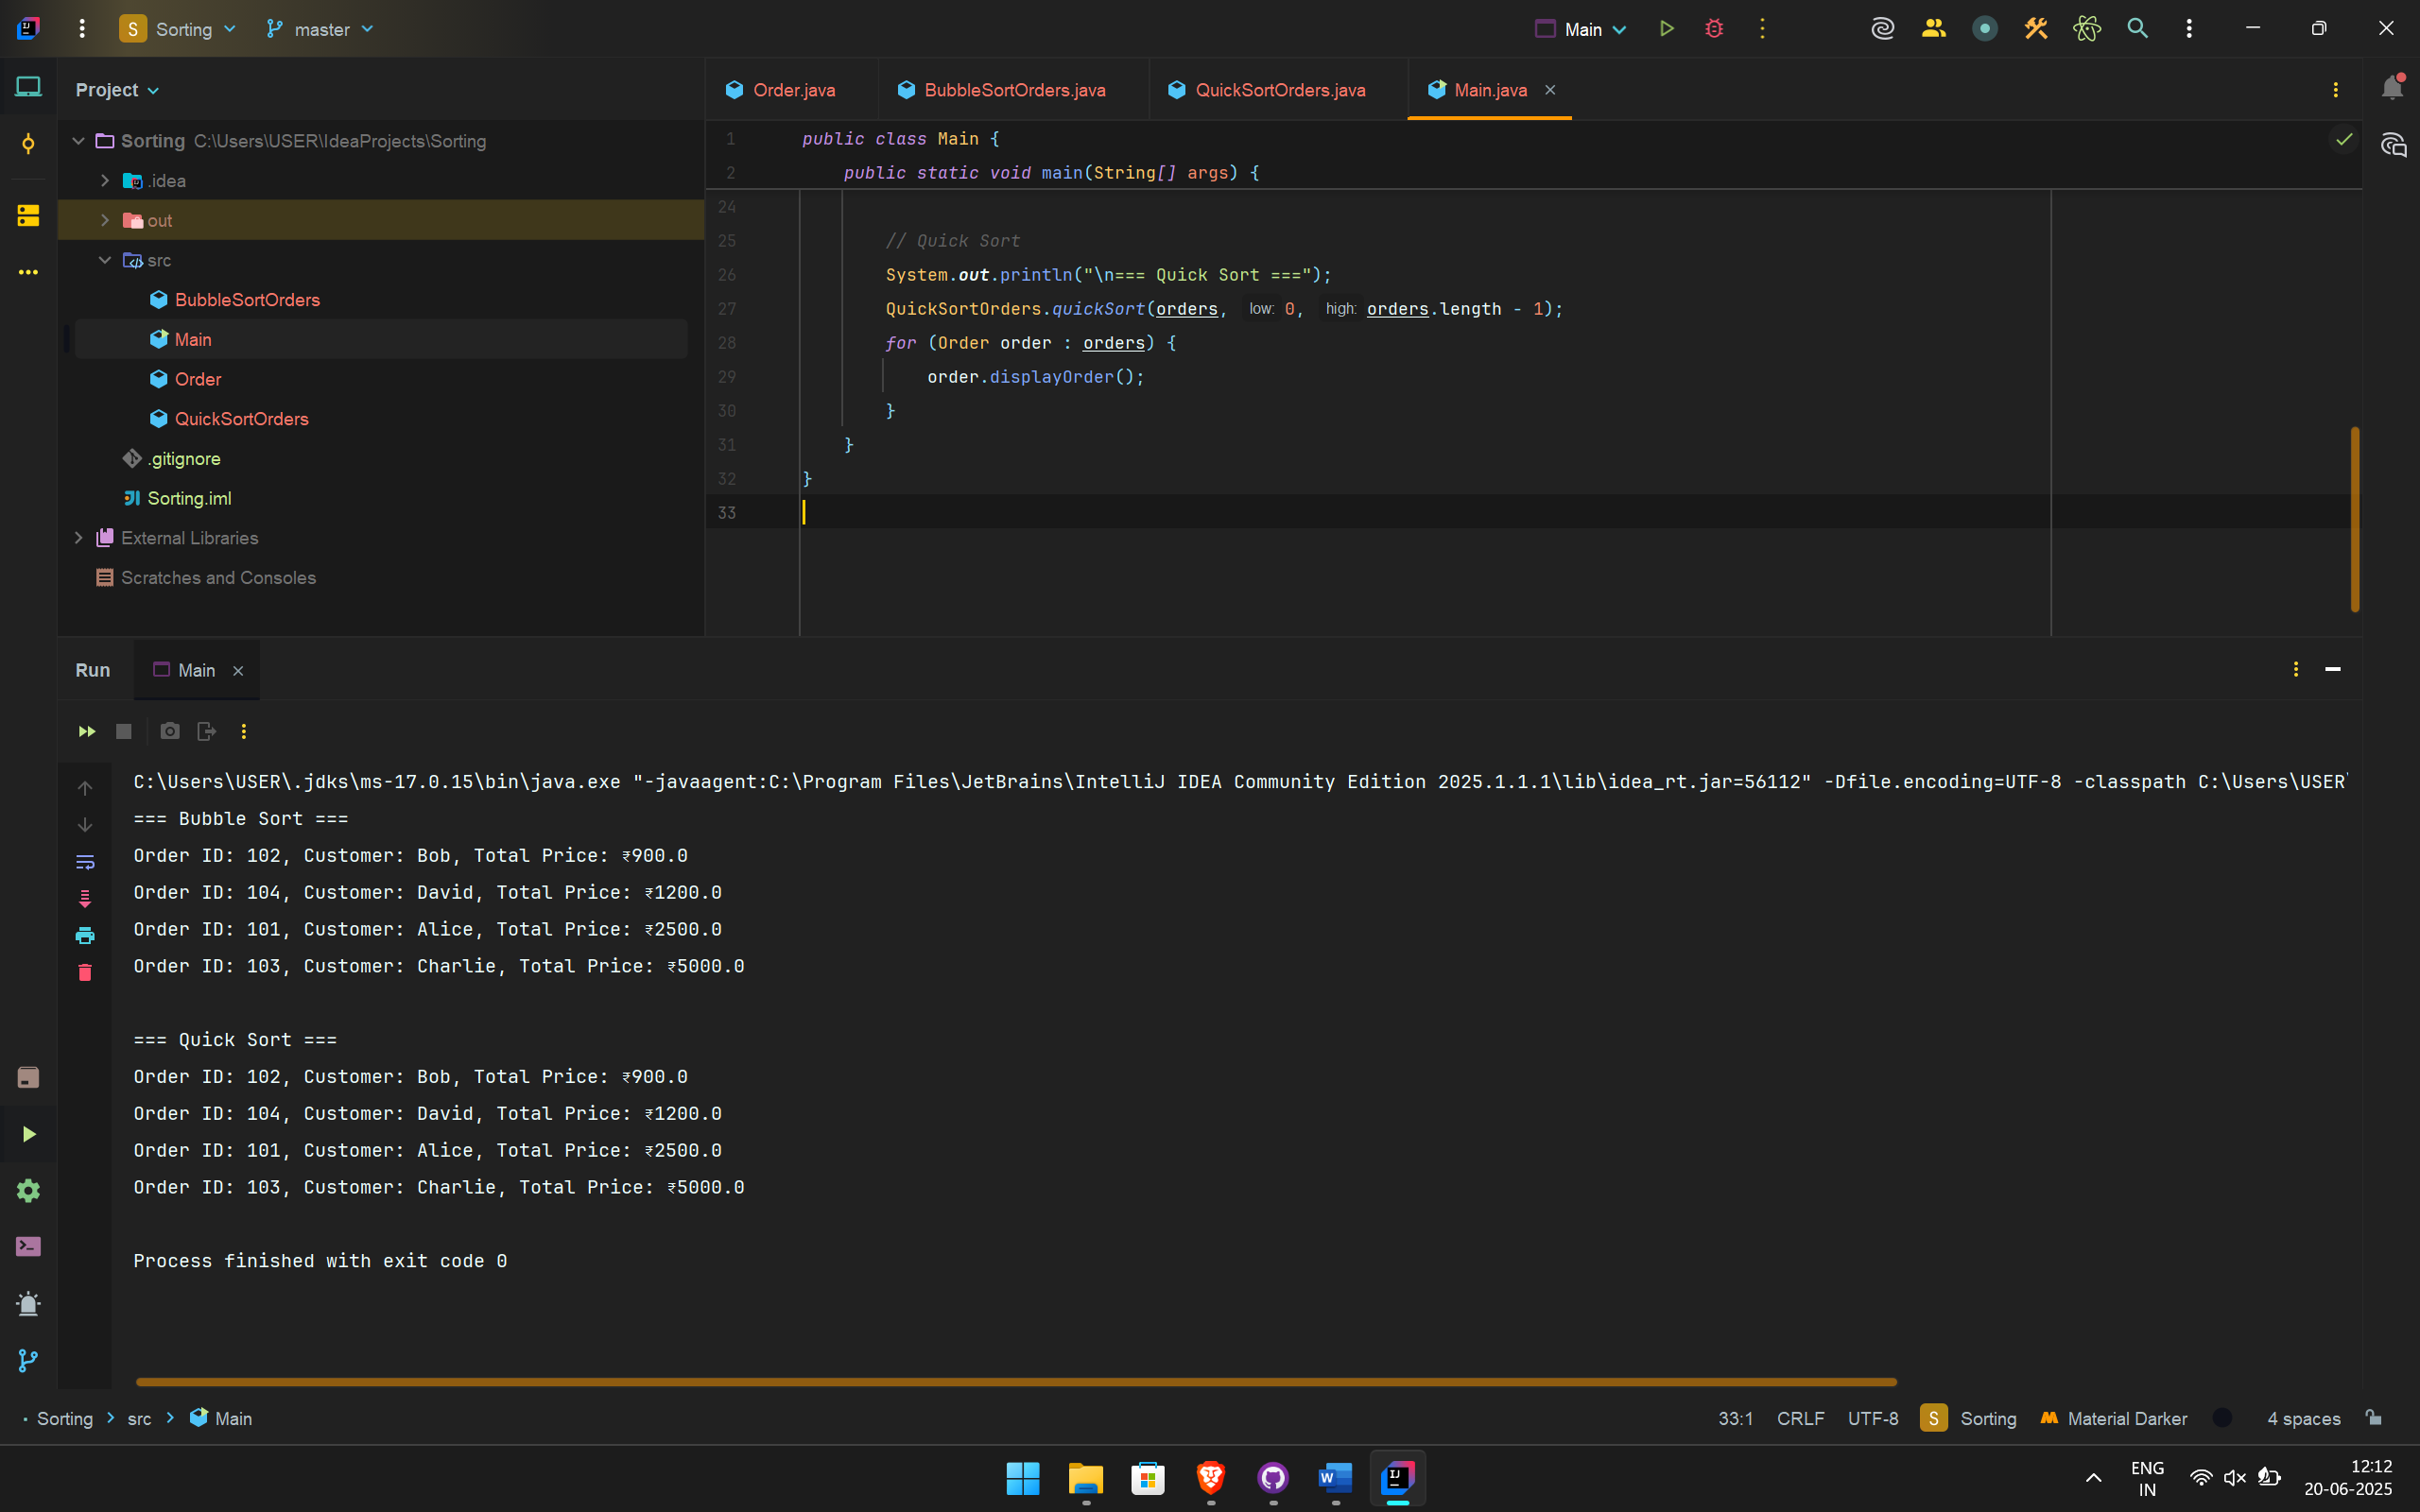 S Sorting master Main
Project
Order.java BubbleSortOrders.java QuickSortOrders.java Main.java
Sorting C:\Users\USER\IdeaProjects\Sorting
.idea
out
src
BubbleSortOrders
Main
Order
QuickSortOrders
.gitignore
Sorting.iml
External Libraries
Scratches and Consoles
1 public class Main {
2 public static void main(String[] args) {
24
25 // Quick Sort
26 System.out.println("\n=== Quick Sort ===");
27 QuickSortOrders.quickSort(orders, low: 0, high: orders.length - 1);
28 for (Order order : orders) {
29 order.displayOrder();
30 }
31 }
32 }
33
Run Main
C:\Users\USER\.jdks\ms-17.0.15\bin\java.exe "-javaagent:C:\Program Files\JetBrains\IntelliJ IDEA Community Edition 2025.1.1.1\lib\idea_rt.jar=56112" -Dfile.encoding=UTF-8 -classpath C:\Users\USER\
=== Bubble Sort ===
Order ID: 102, Customer: Bob, Total Price: ₹900.0
Order ID: 104, Customer: David, Total Price: ₹1200.0
Order ID: 101, Customer: Alice, Total Price: ₹2500.0
Order ID: 103, Customer: Charlie, Total Price: ₹5000.0
=== Quick Sort ===
Order ID: 102, Customer: Bob, Total Price: ₹900.0
Order ID: 104, Customer: David, Total Price: ₹1200.0
Order ID: 101, Customer: Alice, Total Price: ₹2500.0
Order ID: 103, Customer: Charlie, Total Price: ₹5000.0
Process finished with exit code 0
Sorting src Main 33:1 CRLF UTF-8 S Sorting Material Darker 4 spaces
ENG 12:12
IN 20-06-2025